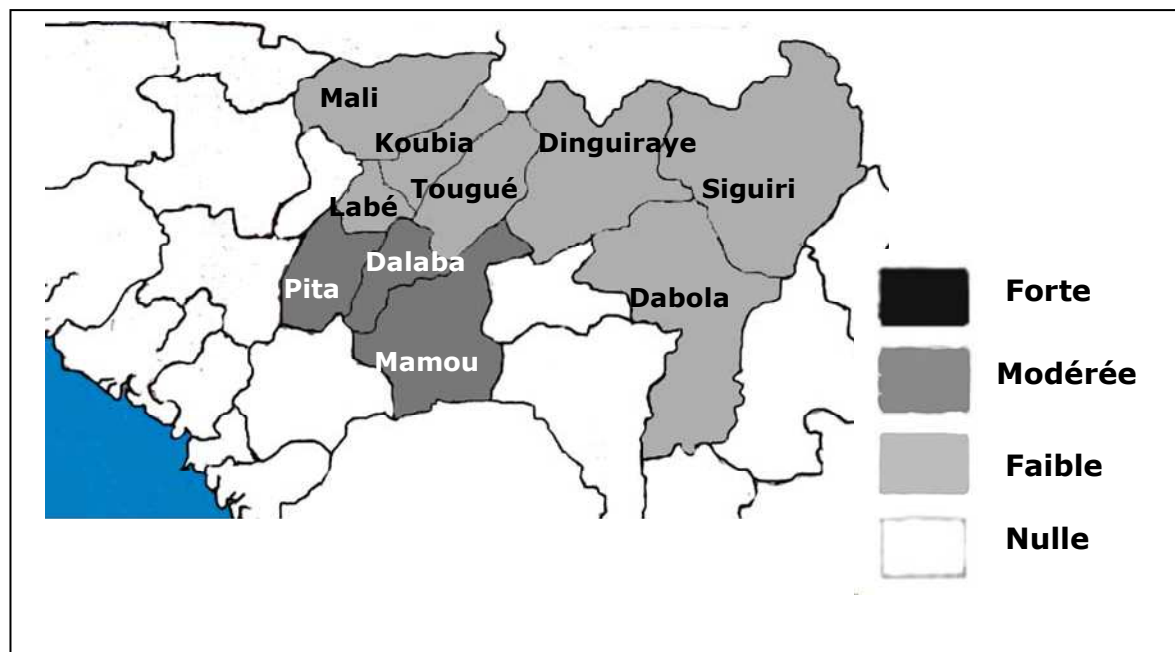 Mali
Koubia
Dinguiraye
Tougué
Siguiri
Labé
Dalaba
Pita
Dabola
Mamou
Forte
Modérée
Faible
Nulle